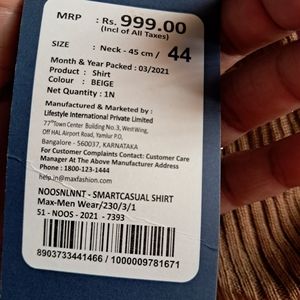 MRP : Rs. 999.00
(Incl of All Taxes)
SIZE : Neck - 45 cm / 44
Month & Year Packed : 03/2021
Product : Shirt
Colour : BEIGE
Net Quantity : 1N
Manufactured & Marketed by :
Lifestyle International Private Limited
77°Town Center Building No.3, WestWing,
Off HAL Airport Road, Yamlur P.O,
Bangalore - 560037, KARNATAKA
For Customer Complaints Contact: Customer Care
Manager At The Above Manufacturer Address
Phone : 1800-123-1444
help.in@maxfashion.com
NOOSNLNNT - SMARTCASUAL SHIRT
Max-Men Wear/230/3/1
51 - NOOS - 2021 - 7393
8903733441466 / 1000009781671